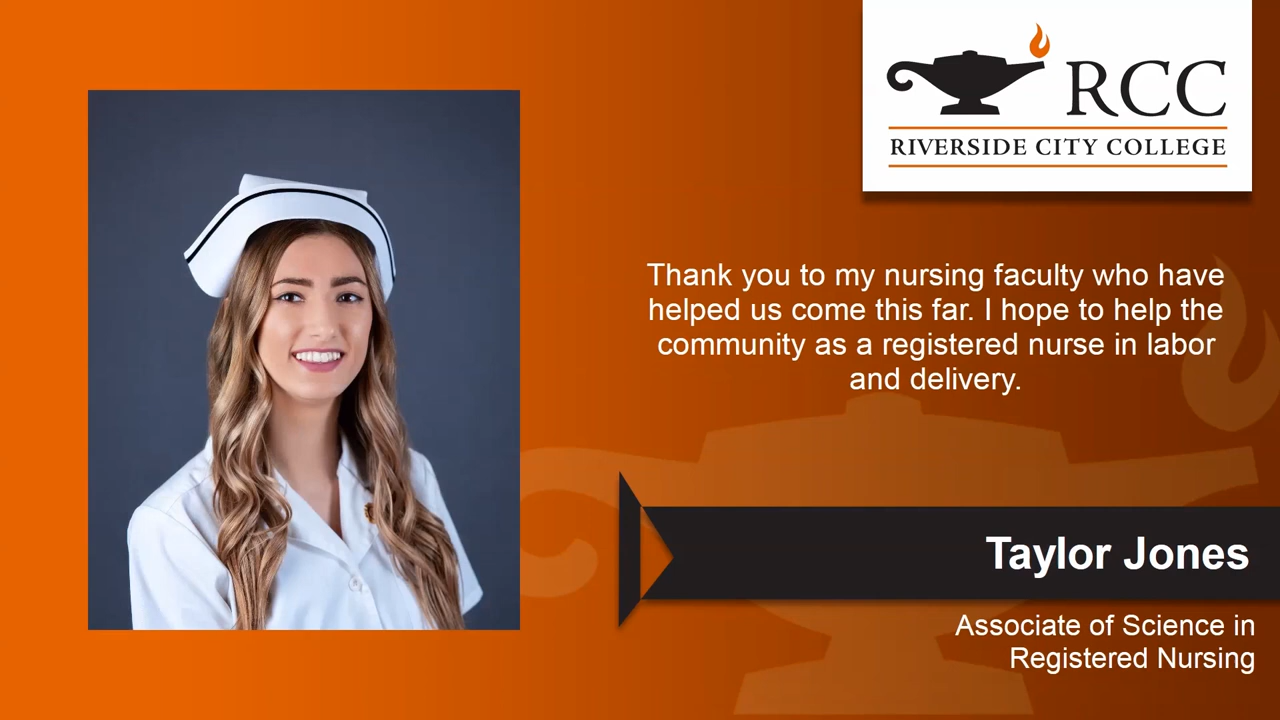 RCC
RIVERSIDE CITY COLLEGE
Thank you to my nursing faculty who have
helped us come this far. I hope to help the
community as a registered nurse in labor
and delivery.
Taylor Jones
Associate of Science in
Registered Nursing